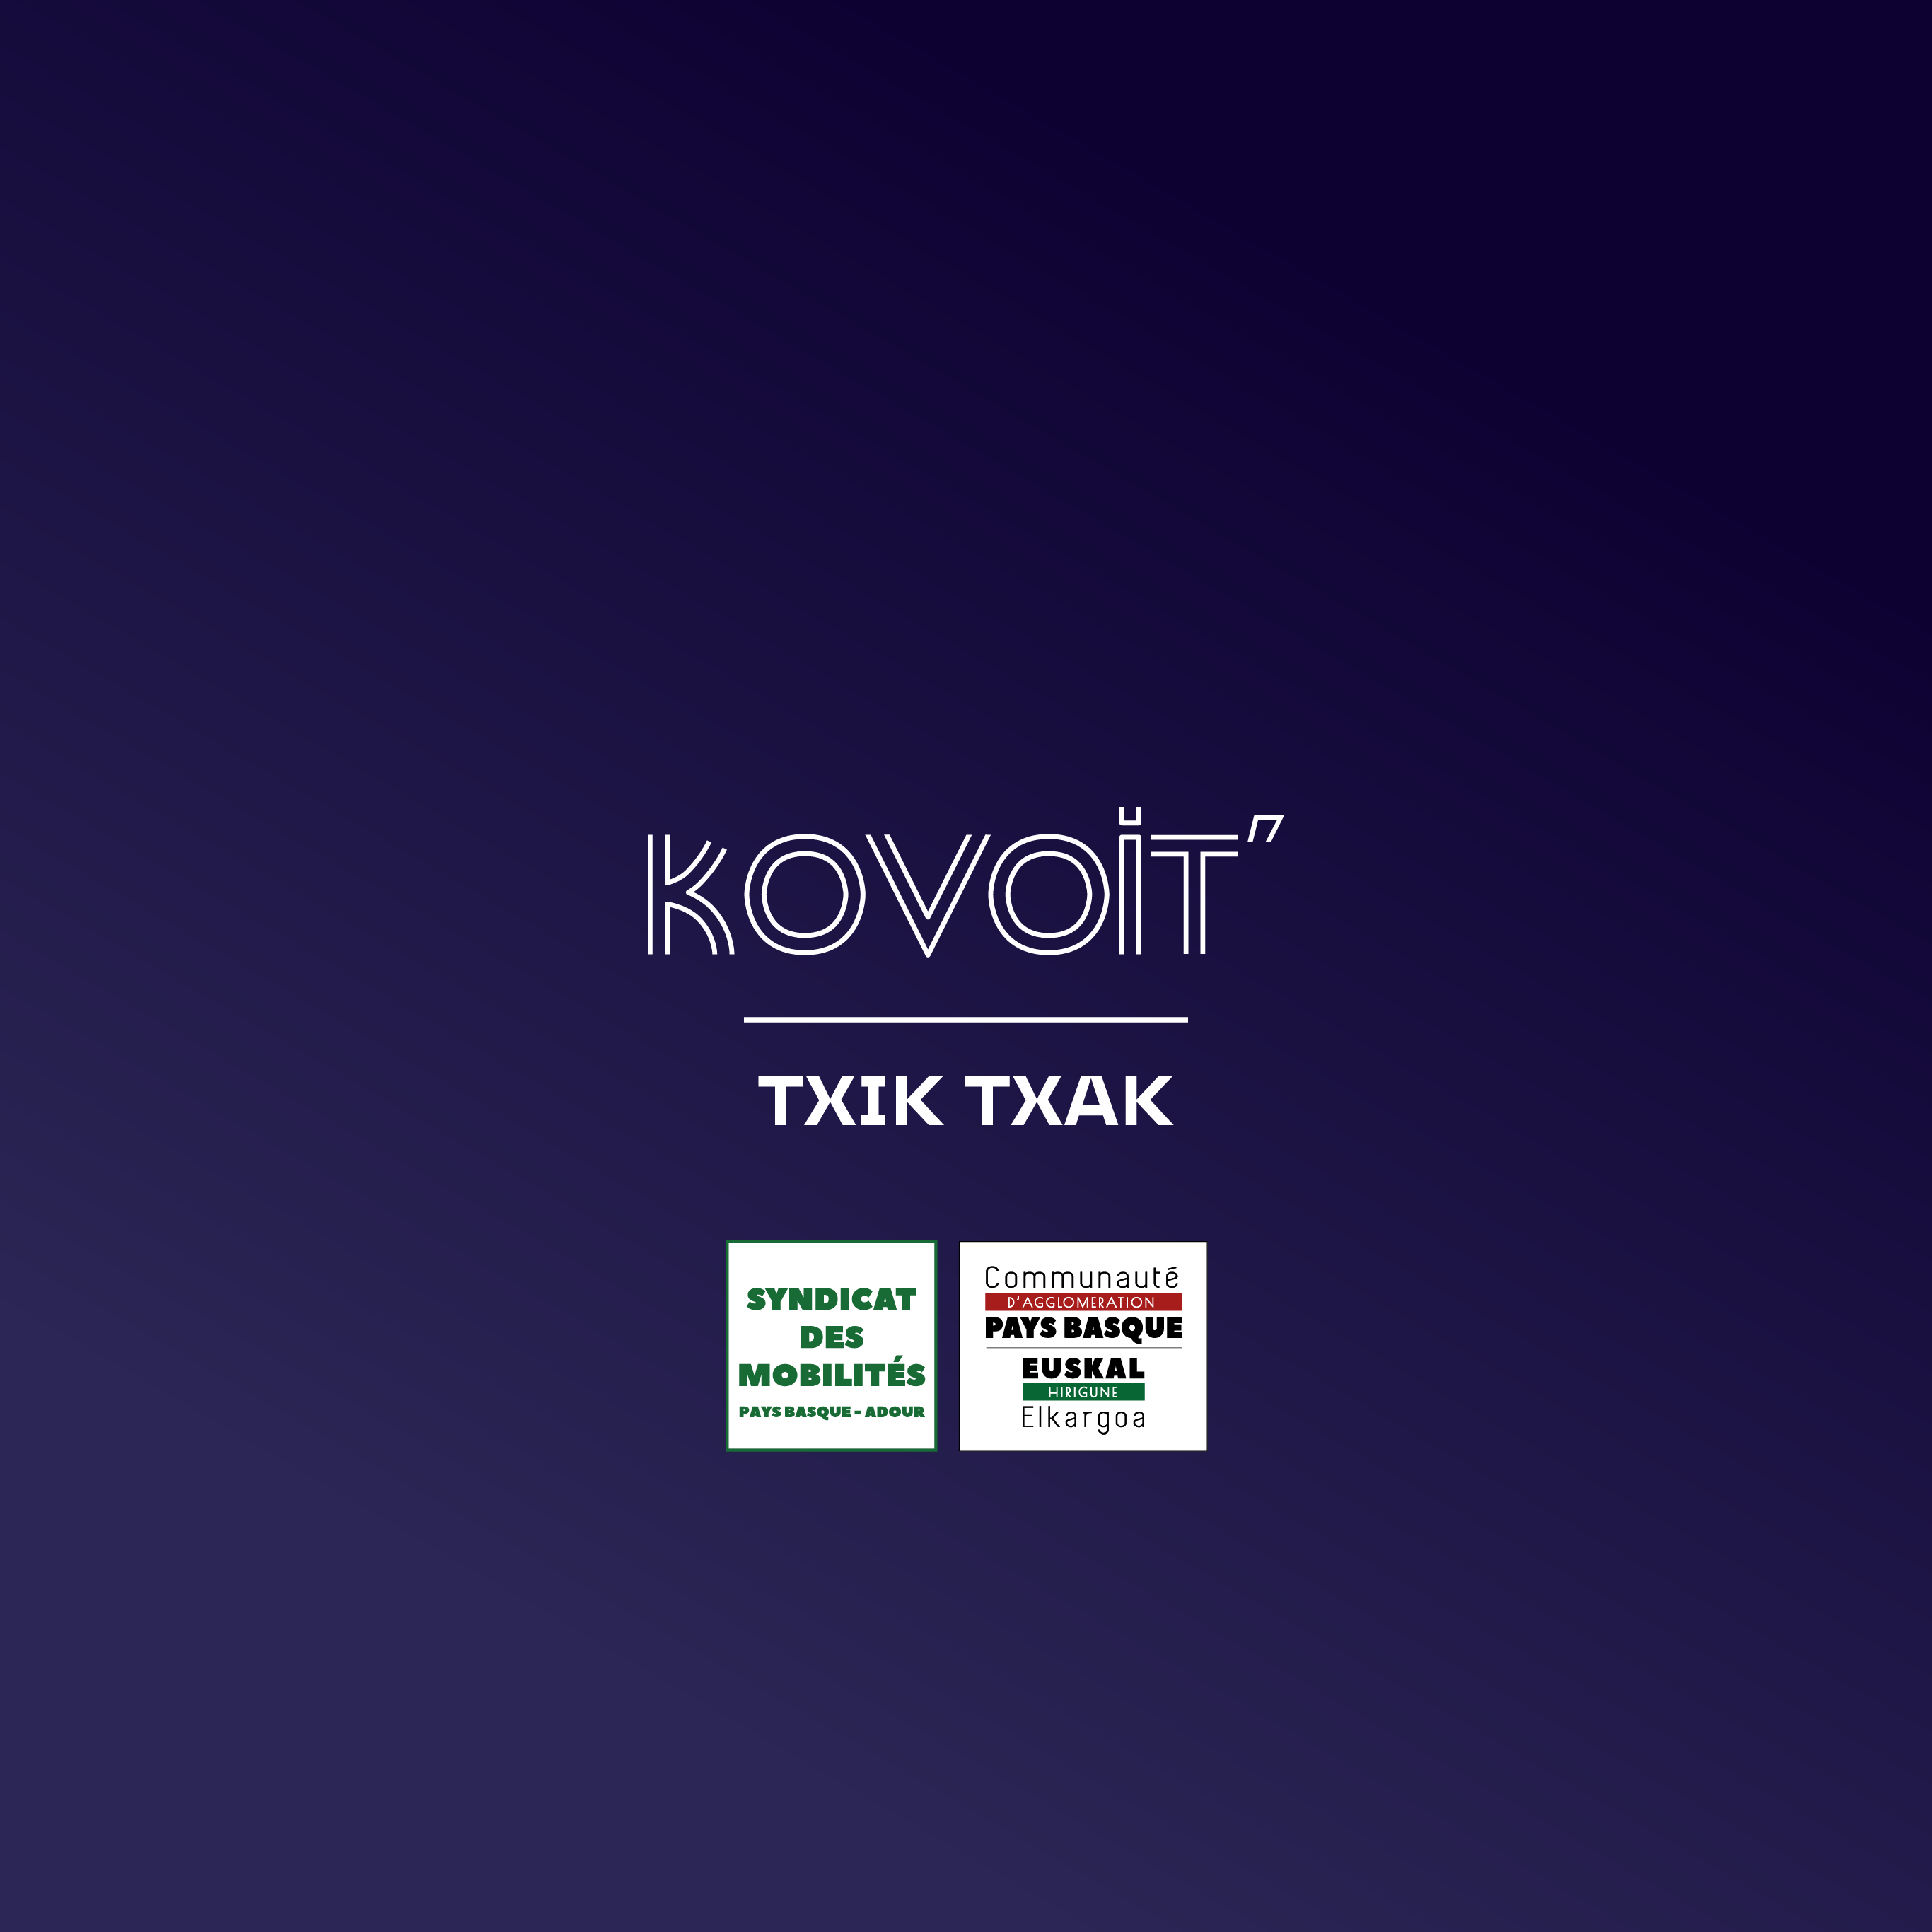 KOVOIT'
TXIK TXAK
SYNDICAT
DES
MOBILITÉS
PAYS BASQUE - ADOUR
Communauté
D'AGGLOMERATION
PAYS BASQUE
EUSKAL
HIRIGUNE
Elkargoa